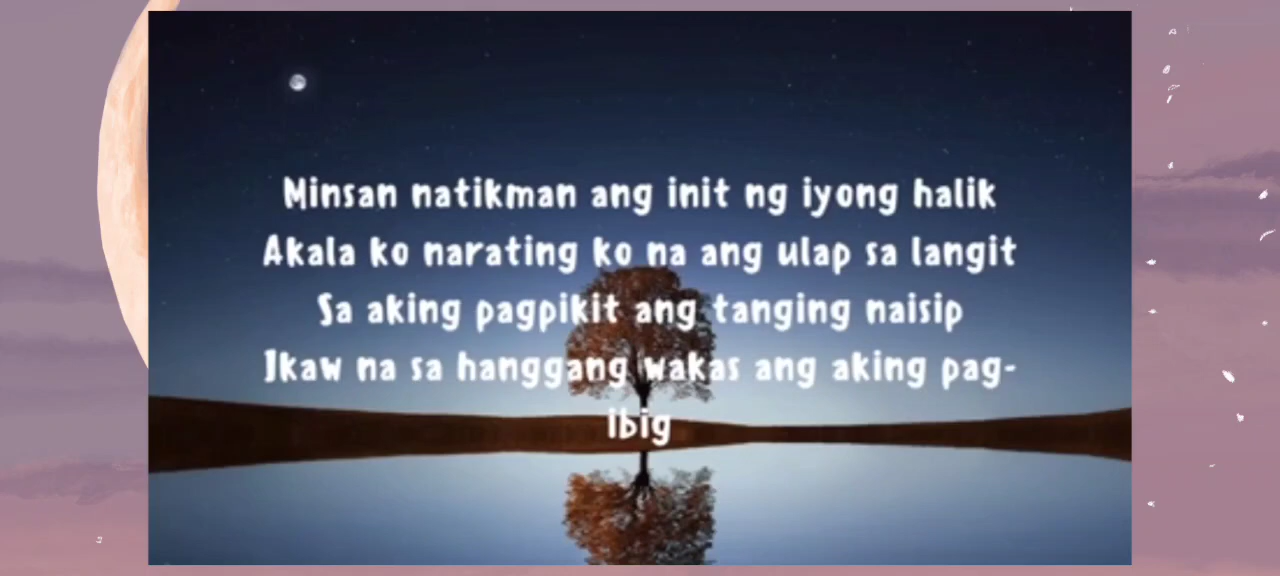 Minsan natikman ang init ng iyong halik
Akala ko narating ko na ang ulap sa langit
Sa aking pagpikit ang tanging naisip
Ikaw na sa hanggang wakas ang aking pag-
ibig